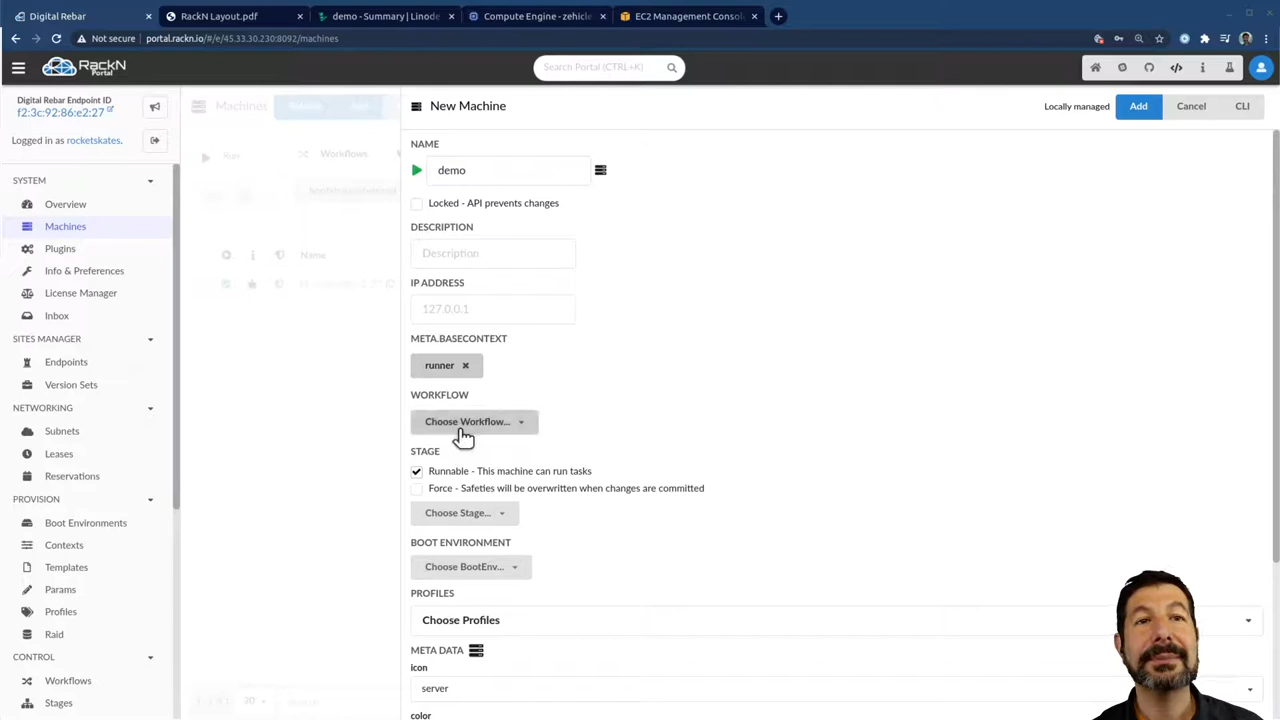 Digital Rebar
RackN Layout.pdf
demo - Summary | Linode
Compute Engine - zehicle
EC2 Management Console
Not secure | portal.rackn.io/#/e/45.33.30.230:8092/machines
RackN Portal
Search Portal (CTRL+K)
Digital Rebar Endpoint ID
f2:3c:92:86:e2:27
Logged in as rocketskates.
SYSTEM
Overview
Machines
Plugins
Info & Preferences
License Manager
Inbox
SITES MANAGER
Endpoints
Version Sets
NETWORKING
Subnets
Leases
Reservations
PROVISION
Boot Environments
Contexts
Templates
Params
Profiles
Raid
CONTROL
Workflows
Stages
Machines
Run
Workflows
Name
New Machine
Locally managed
Add
Cancel
CLI
NAME
demo
Locked - API prevents changes
DESCRIPTION
Description
IP ADDRESS
127.0.0.1
META.BASECONTEXT
runner
WORKFLOW
Choose Workflow...
STAGE
Runnable - This machine can run tasks
Force - Safeties will be overwritten when changes are committed
Choose Stage...
BOOT ENVIRONMENT
Choose BootEnv...
PROFILES
Choose Profiles
META DATA
icon
server
color